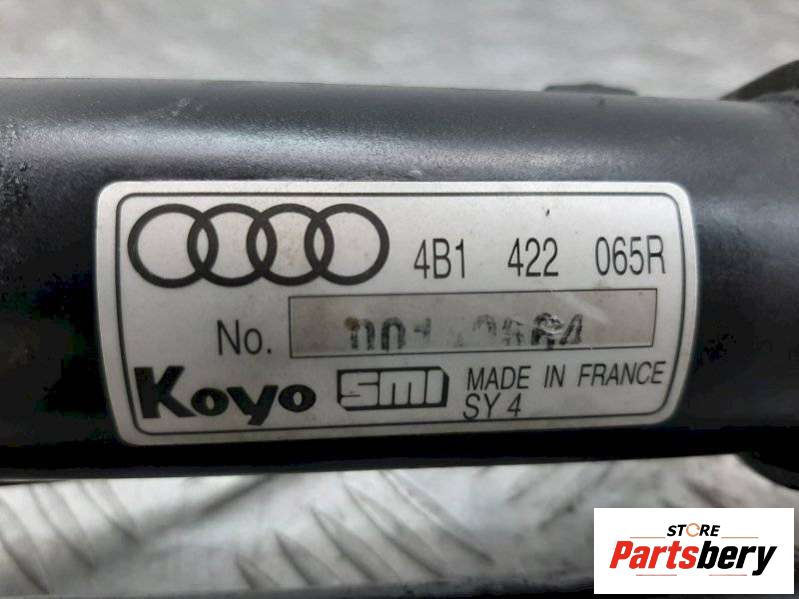 4B1 422 065R
No.
Koyo SMI MADE IN FRANCE
SY 4
STORE
Partsbery